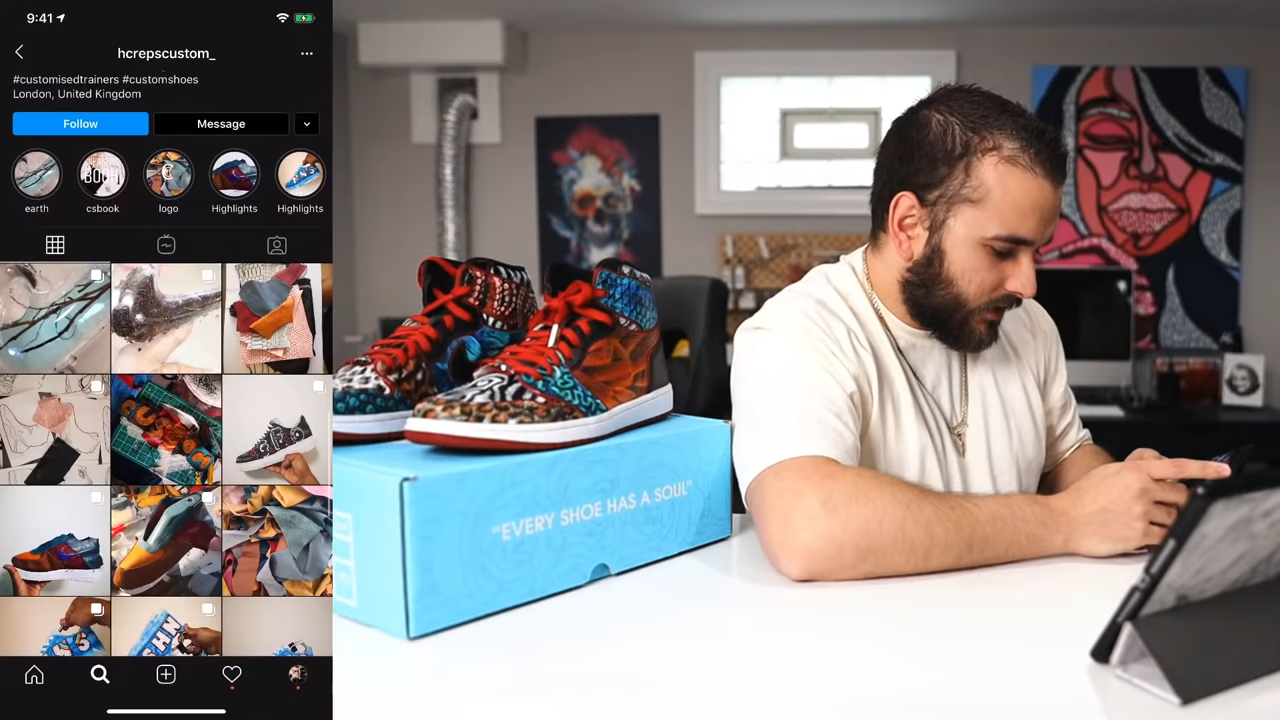 9:41
hcrepscustom_
#customisedtrainers #customshoes
London, United Kingdom
Follow
Message
earth
csbook
logo
Highlights
Highlights
"EVERY SHOE HAS A SOUL"